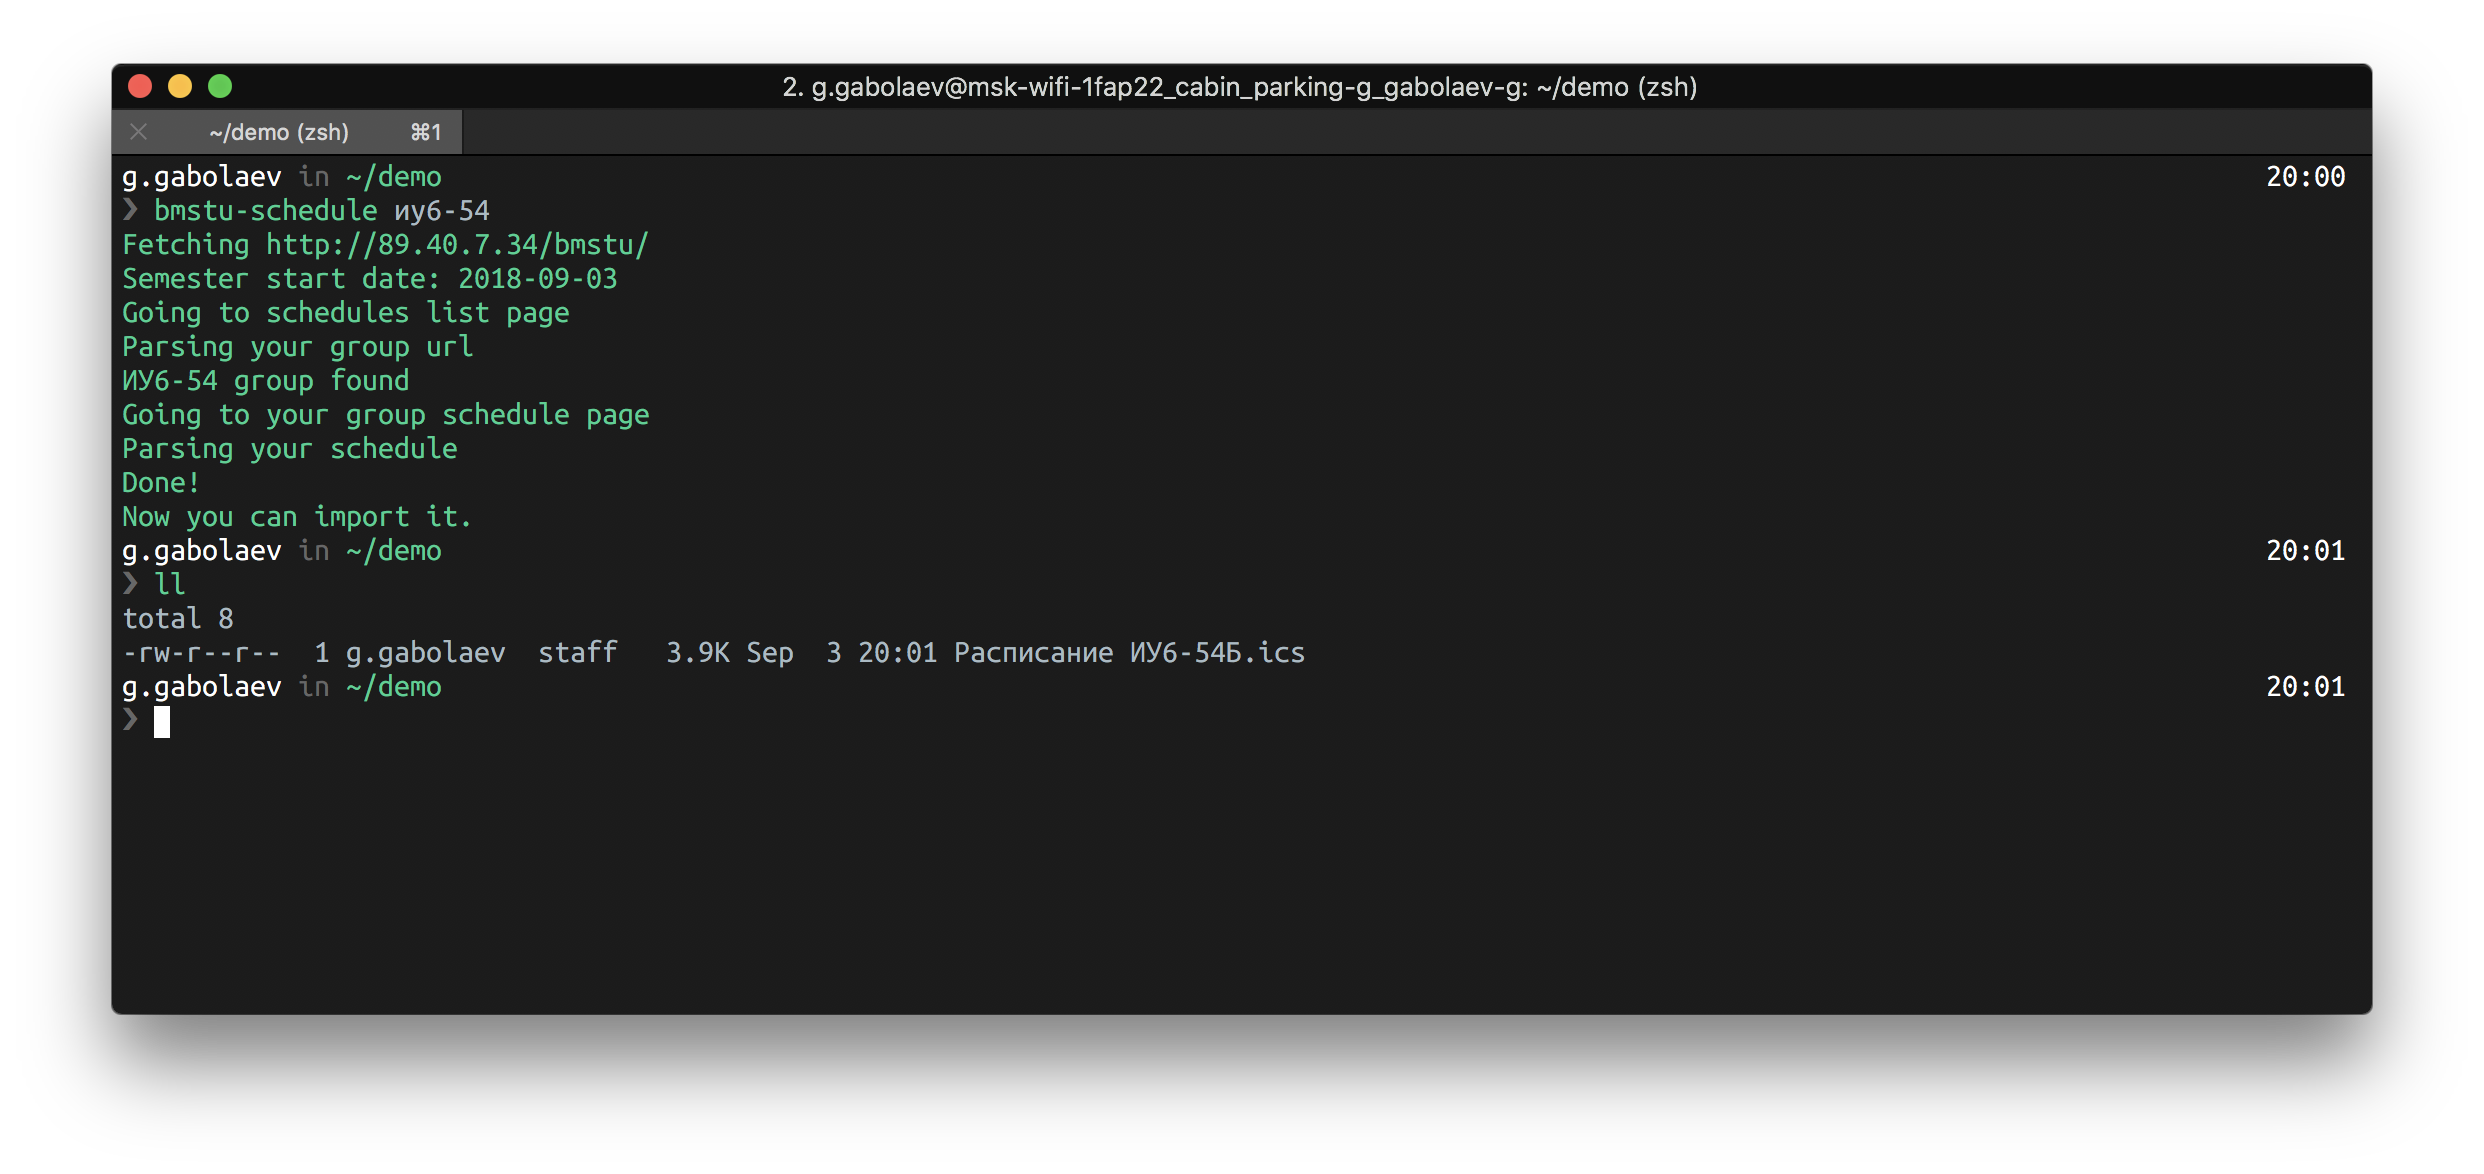 2. g.gabolaev@msk-wifi-1fap22_cabin_parking-g_gabolaev-g: ~/demo (zsh)
~/demo (zsh) ⌘1
g.gabolaev in ~/demo 20:00
❯ bmstu-schedule иу6-54
Fetching http://89.40.7.34/bmstu/
Semester start date: 2018-09-03
Going to schedules list page
Parsing your group url
ИУ6-54 group found
Going to your group schedule page
Parsing your schedule
Done!
Now you can import it.
g.gabolaev in ~/demo 20:01
❯ ll
total 8
-rw-r--r--  1 g.gabolaev  staff   3.9K Sep  3 20:01 Расписание ИУ6-54Б.ics
g.gabolaev in ~/demo 20:01
❯